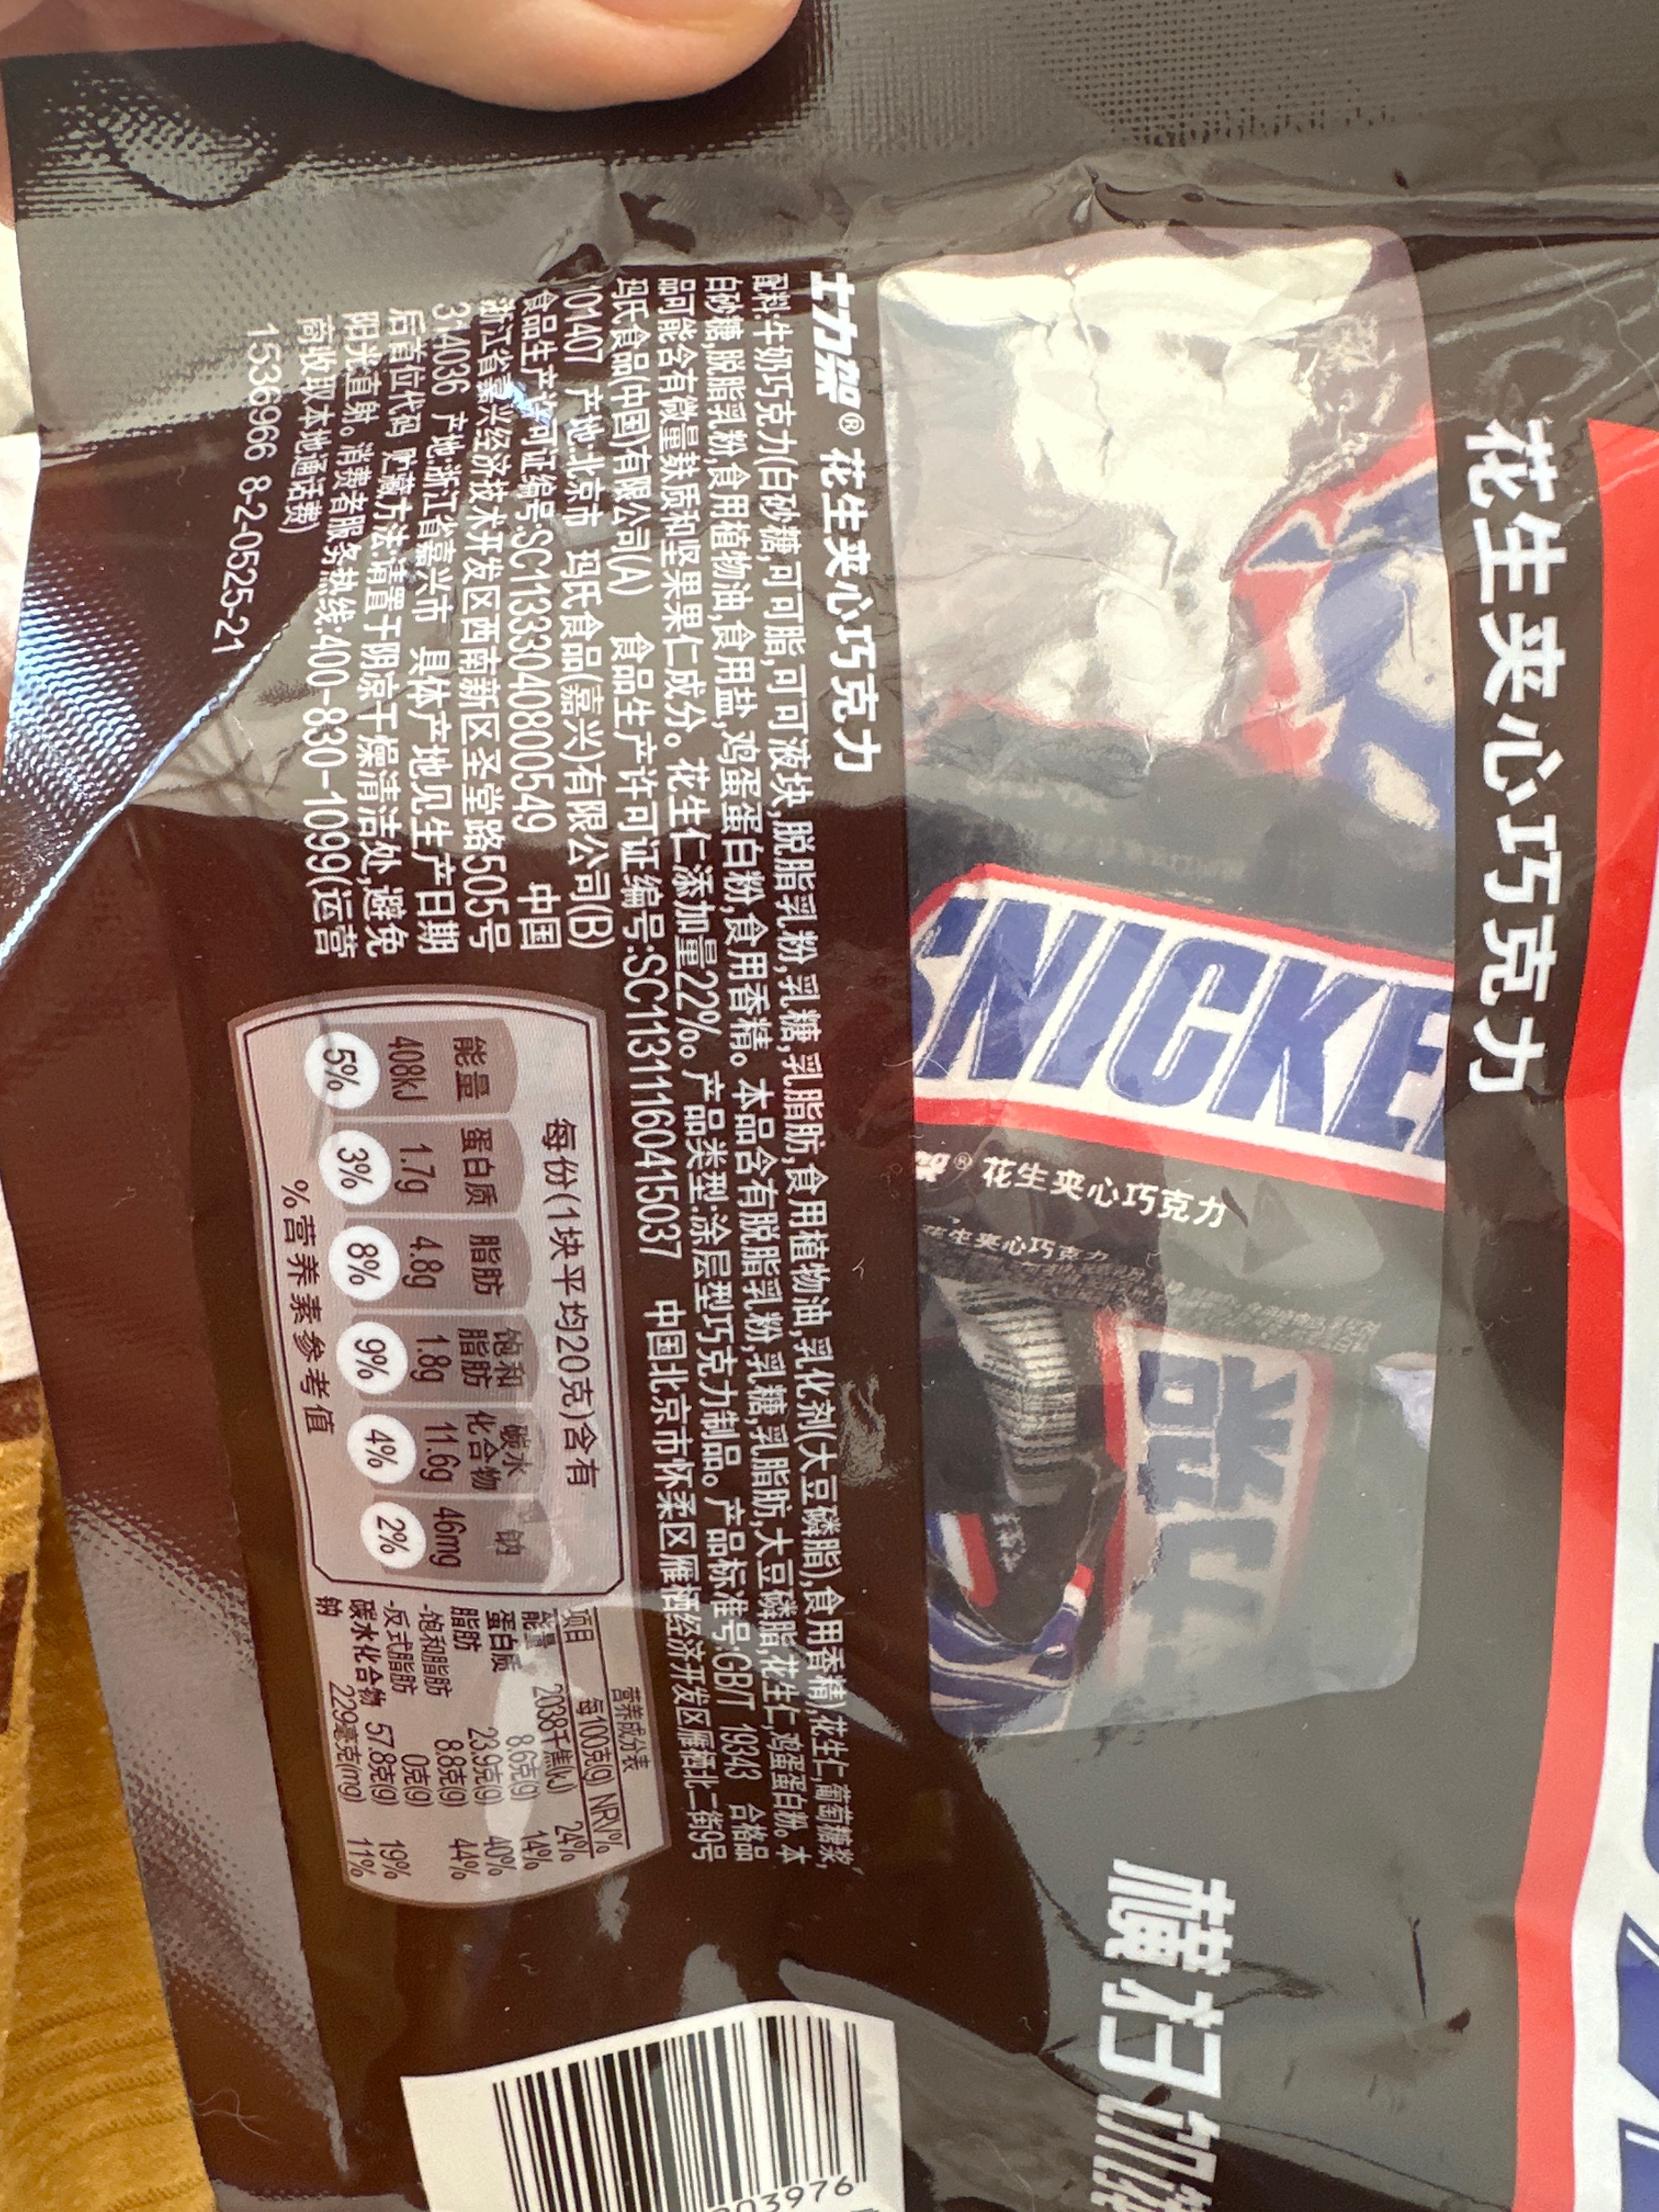 花生夹心巧克力
SNICKE
架® 花生夹心巧克力
花生夹心巧克力
横扫饥
士力架® 花生夹心巧克力
配料:牛奶巧克力(白砂糖,可可脂,可可液块,脱脂乳粉,乳糖,乳脂肪,食用植物油,乳化剂(大豆磷脂),食用香精),花生仁,葡萄糖浆,
白砂糖,脱脂乳粉,食用植物油,食用盐,鸡蛋蛋白粉,食用香精。本品含有脱脂乳粉,乳糖,乳脂肪,大豆磷脂,花生仁,鸡蛋蛋白粉。本
品可能含有微量麸质和坚果果仁成分。花生仁添加量22%。产品类型:涂层型巧克力制品。产品标准号:GB/T 19343 合格品
玛氏食品(中国)有限公司(A) 食品生产许可证编号:SC11311160415037 中国北京市怀柔区雁栖经济开发区雁栖北二街9号
101407 产地:北京市 玛氏食品(嘉兴)有限公司(B)
食品生产许可证编号:SC11333040800549 中国
浙江省嘉兴经济技术开发区西南新区圣堂路505号
314036 产地:浙江省嘉兴市 具体产地见生产日期
后首位代码 贮藏方法:请置于阴凉干燥清洁处,避免
阳光直射。消费者服务热线:400-830-1099(运营
商收取本地通话费)
1536966 8-2-0525-21
每份(1块平均20克)含有
能量 蛋白质 脂肪 饱和脂肪 碳水化合物 钠
408kJ 1.7g 4.8g 1.8g 11.6g 46mg
5% 3% 8% 9% 4% 2%
%营养素参考值
营养成分表
项目 每100克(g) NRV%
能量 2038千焦(kJ) 24%
蛋白质 8.6克(g) 14%
脂肪 23.9克(g) 40%
-饱和脂肪 8.8克(g) 44%
-反式脂肪 0克(g)
碳水化合物 57.8克(g) 19%
钠 229毫克(mg) 11%
03976